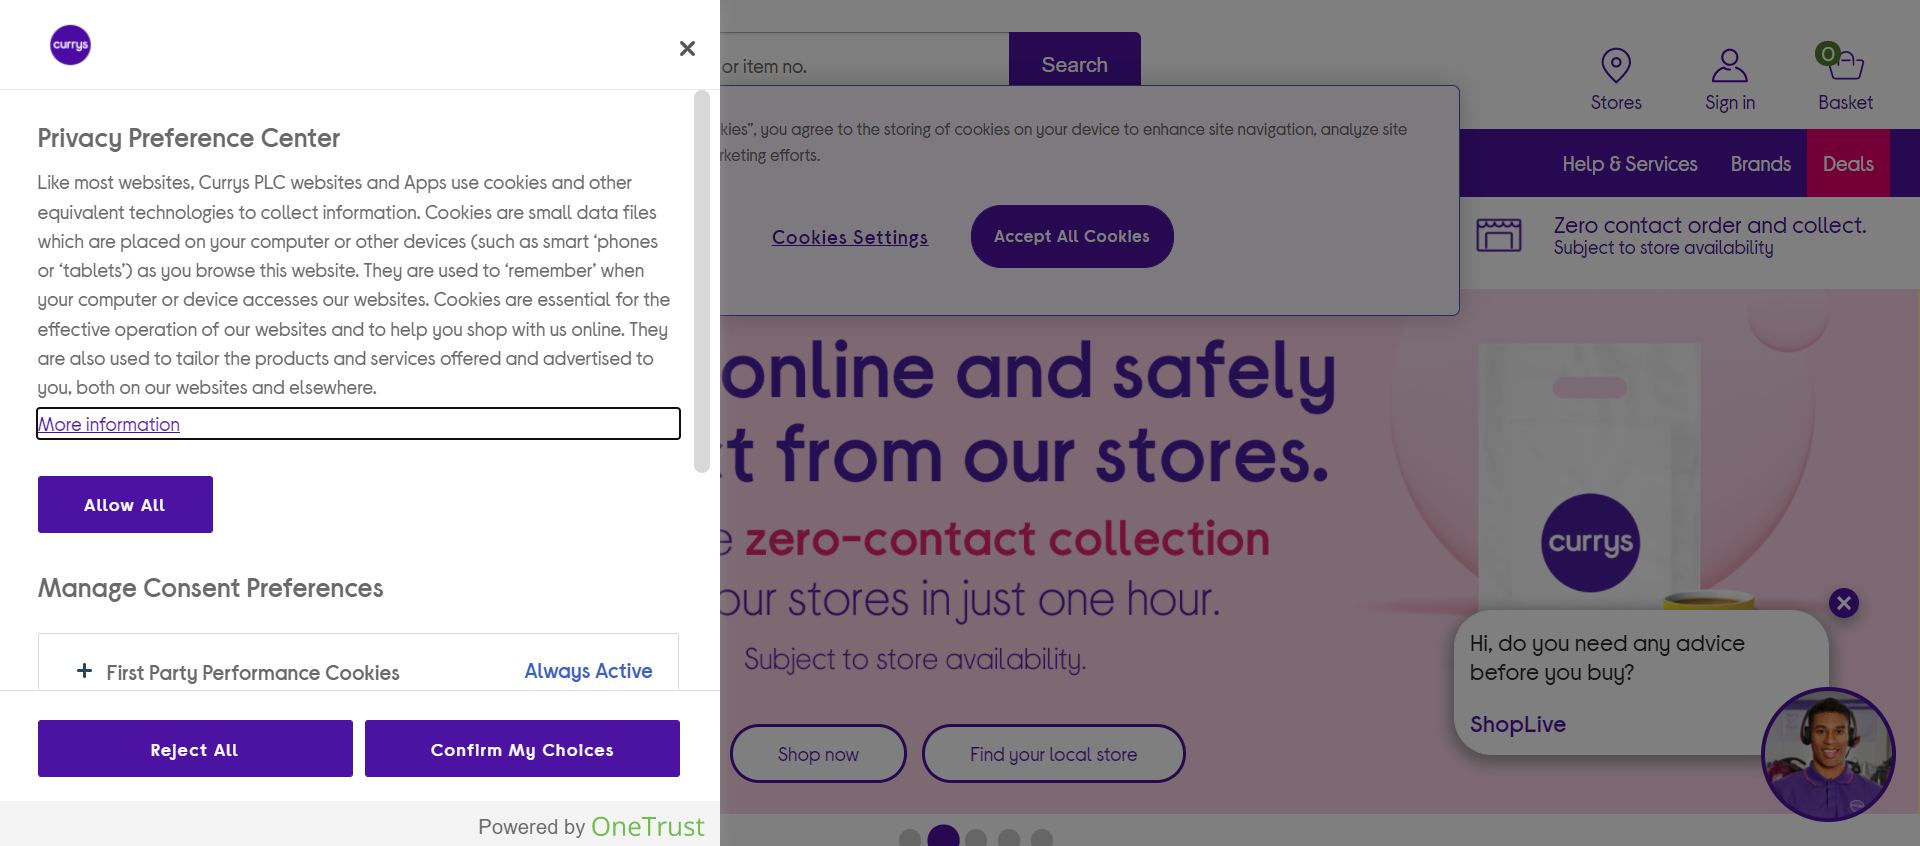 currys
Privacy Preference Center
Like most websites, Currys PLC websites and Apps use cookies and other
equivalent technologies to collect information. Cookies are small data files
which are placed on your computer or other devices (such as smart ‘phones
or ‘tablets’) as you browse this website. They are used to ‘remember’ when
your computer or device accesses our websites. Cookies are essential for the
effective operation of our websites and to help you shop with us online. They
are also used to tailor the products and services offered and advertised to
you, both on our websites and elsewhere.
More information
Allow All
Manage Consent Preferences
First Party Performance Cookies
Always Active
Reject All
Confirm My Choices
Powered by OneTrust
or item no.
Search
0
Stores
Sign in
Basket
Help & Services
Brands
Deals
”, you agree to the storing of cookies on your device to enhance site navigation, analyze site
efforts.
Cookies Settings
Accept All Cookies
Zero contact order and collect.
Subject to store availability
online and safely
from our stores.
zero-contact collection
our stores in just one hour.
Subject to store availability.
Shop now
Find your local store
currys
Hi, do you need any advice
before you buy?
ShopLive